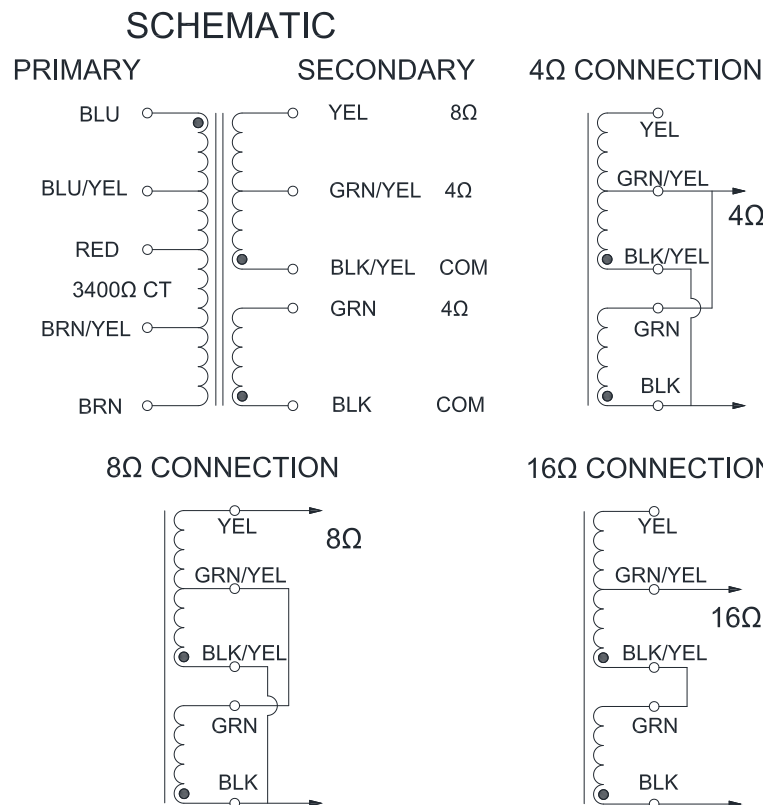 SCHEMATIC
PRIMARY SECONDARY
BLU YEL 8Ω
BLU/YEL GRN/YEL 4Ω
RED
BLK/YEL COM
3400Ω CT
GRN 4Ω
BRN/YEL
BRN BLK COM
4Ω CONNECTION
YEL
GRN/YEL
4Ω
BLK/YEL
GRN
BLK
8Ω CONNECTION
YEL
8Ω
GRN/YEL
BLK/YEL
GRN
BLK
16Ω CONNECTION
YEL
GRN/YEL
16Ω
BLK/YEL
GRN
BLK